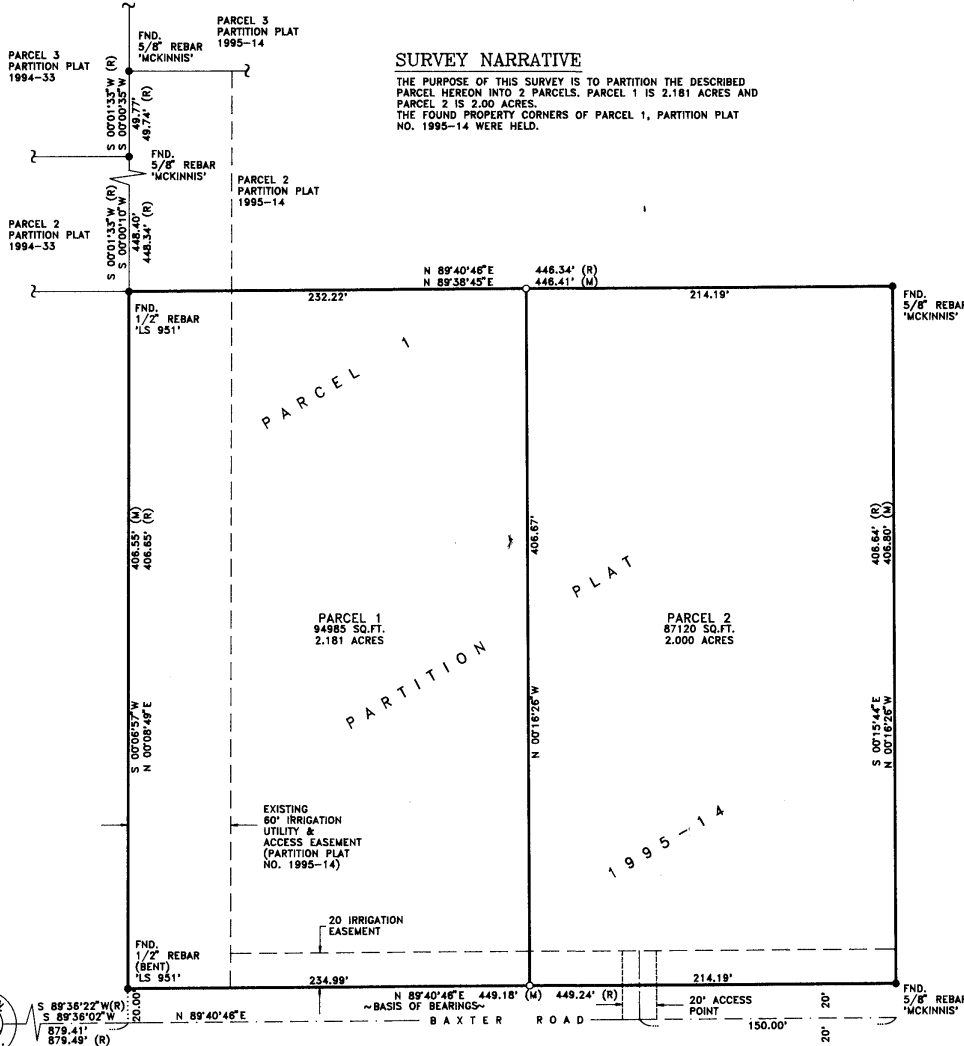 PARCEL 3
PARTITION PLAT
1995-14
FND.
5/8" REBAR
'MCKINNIS'
PARCEL 3
PARTITION PLAT
1994-33
S 00°01'33"W (R)
S 00°00'35"W
49.77'
49.74' (R)
SURVEY NARRATIVE
THE PURPOSE OF THIS SURVEY IS TO PARTITION THE DESCRIBED
PARCEL HEREON INTO 2 PARCELS. PARCEL 1 IS 2.181 ACRES AND
PARCEL 2 IS 2.00 ACRES.
THE FOUND PROPERTY CORNERS OF PARCEL 1, PARTITION PLAT
NO. 1995-14 WERE HELD.
FND.
5/8" REBAR
'MCKINNIS'
PARCEL 2
PARTITION PLAT
1995-14
PARCEL 2
PARTITION PLAT
1994-33
S 00°01'33"W (R)
S 00°00'10"W
448.40'
448.34' (R)
N 89°40'46"E 446.34' (R)
N 89°38'45"E 446.41' (M)
232.22'
214.19'
FND.
1/2" REBAR
'LS 951'
FND.
5/8" REBAR
'MCKINNIS'
PARCEL 1
406.55' (M)
406.65' (R)
406.67'
406.64' (R)
406.80' (M)
PLAT
PARCEL 1
94985 SQ.FT.
2.181 ACRES
PARCEL 2
87120 SQ.FT.
2.000 ACRES
PARTITION
S 00°06'57"W
N 00°08'49"E
N 00°16'26"W
S 00°15'44"E
N 00°16'26"W
EXISTING
60' IRRIGATION
UTILITY &
ACCESS EASEMENT
(PARTITION PLAT
NO. 1995-14)
1995-14
20 IRRIGATION
EASEMENT
FND.
1/2" REBAR
(BENT)
'LS 951'
234.99'
214.19'
FND.
5/8" REBAR
'MCKINNIS'
N 89°40'46"E 449.18' (M) 449.24' (R)
~BASIS OF BEARINGS~
20' ACCESS
POINT
S 89°36'22"W(R)
S 89°36'02"W
879.41'
879.49' (R)
20.00'
N 89°40'46"E
BAXTER ROAD
150.00'
20'
20'